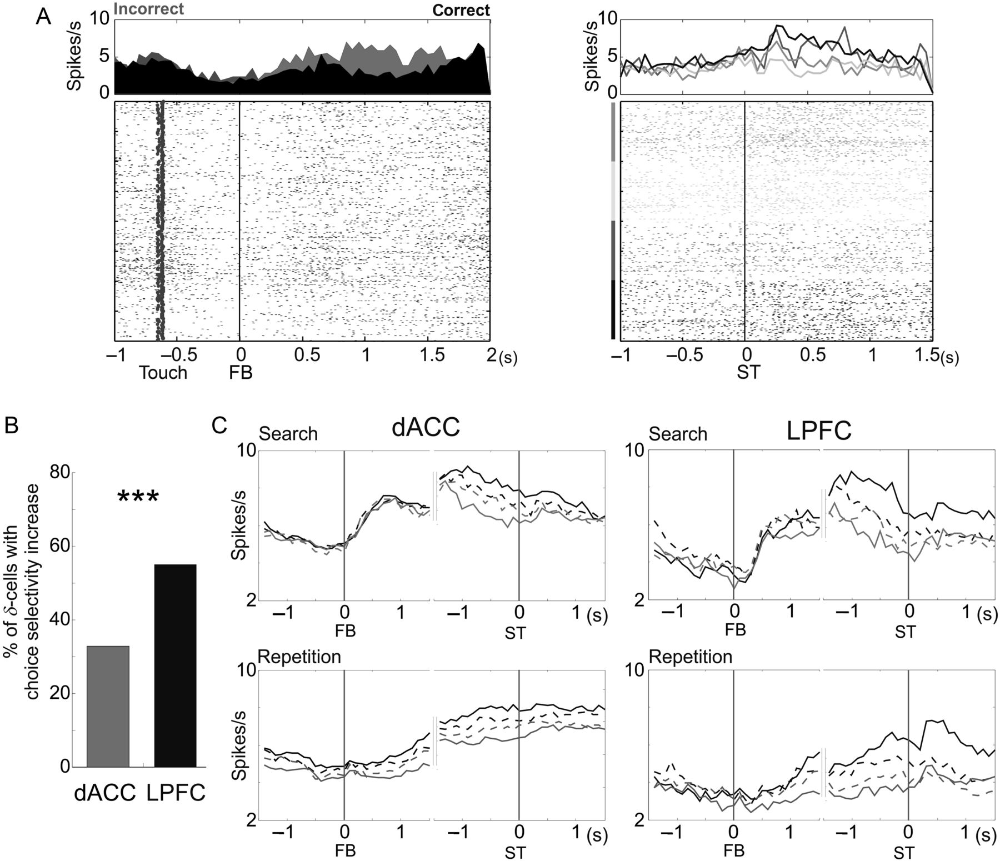 A
Incorrect
Correct
Spikes/s
10
5
0
Spikes/s
10
5
0
–1 –0.5 0 0.5 1 1.5 2 (s)
Touch FB
–1 –0.5 0 0.5 1 1.5 (s)
ST
B
% of δ-cells with
choice selectivity increase
80
60
40
20
0
***
dACC LPFC
C
dACC
Search
Spikes/s
10
2
–1 0 1 –1 0 1 (s)
FB ST
LPFC
Search
10
2
–1 0 1 –1 0 1 (s)
FB ST
Repetition
Spikes/s
10
2
–1 0 1 –1 0 1 (s)
FB ST
Repetition
10
2
–1 0 1 –1 0 1 (s)
FB ST